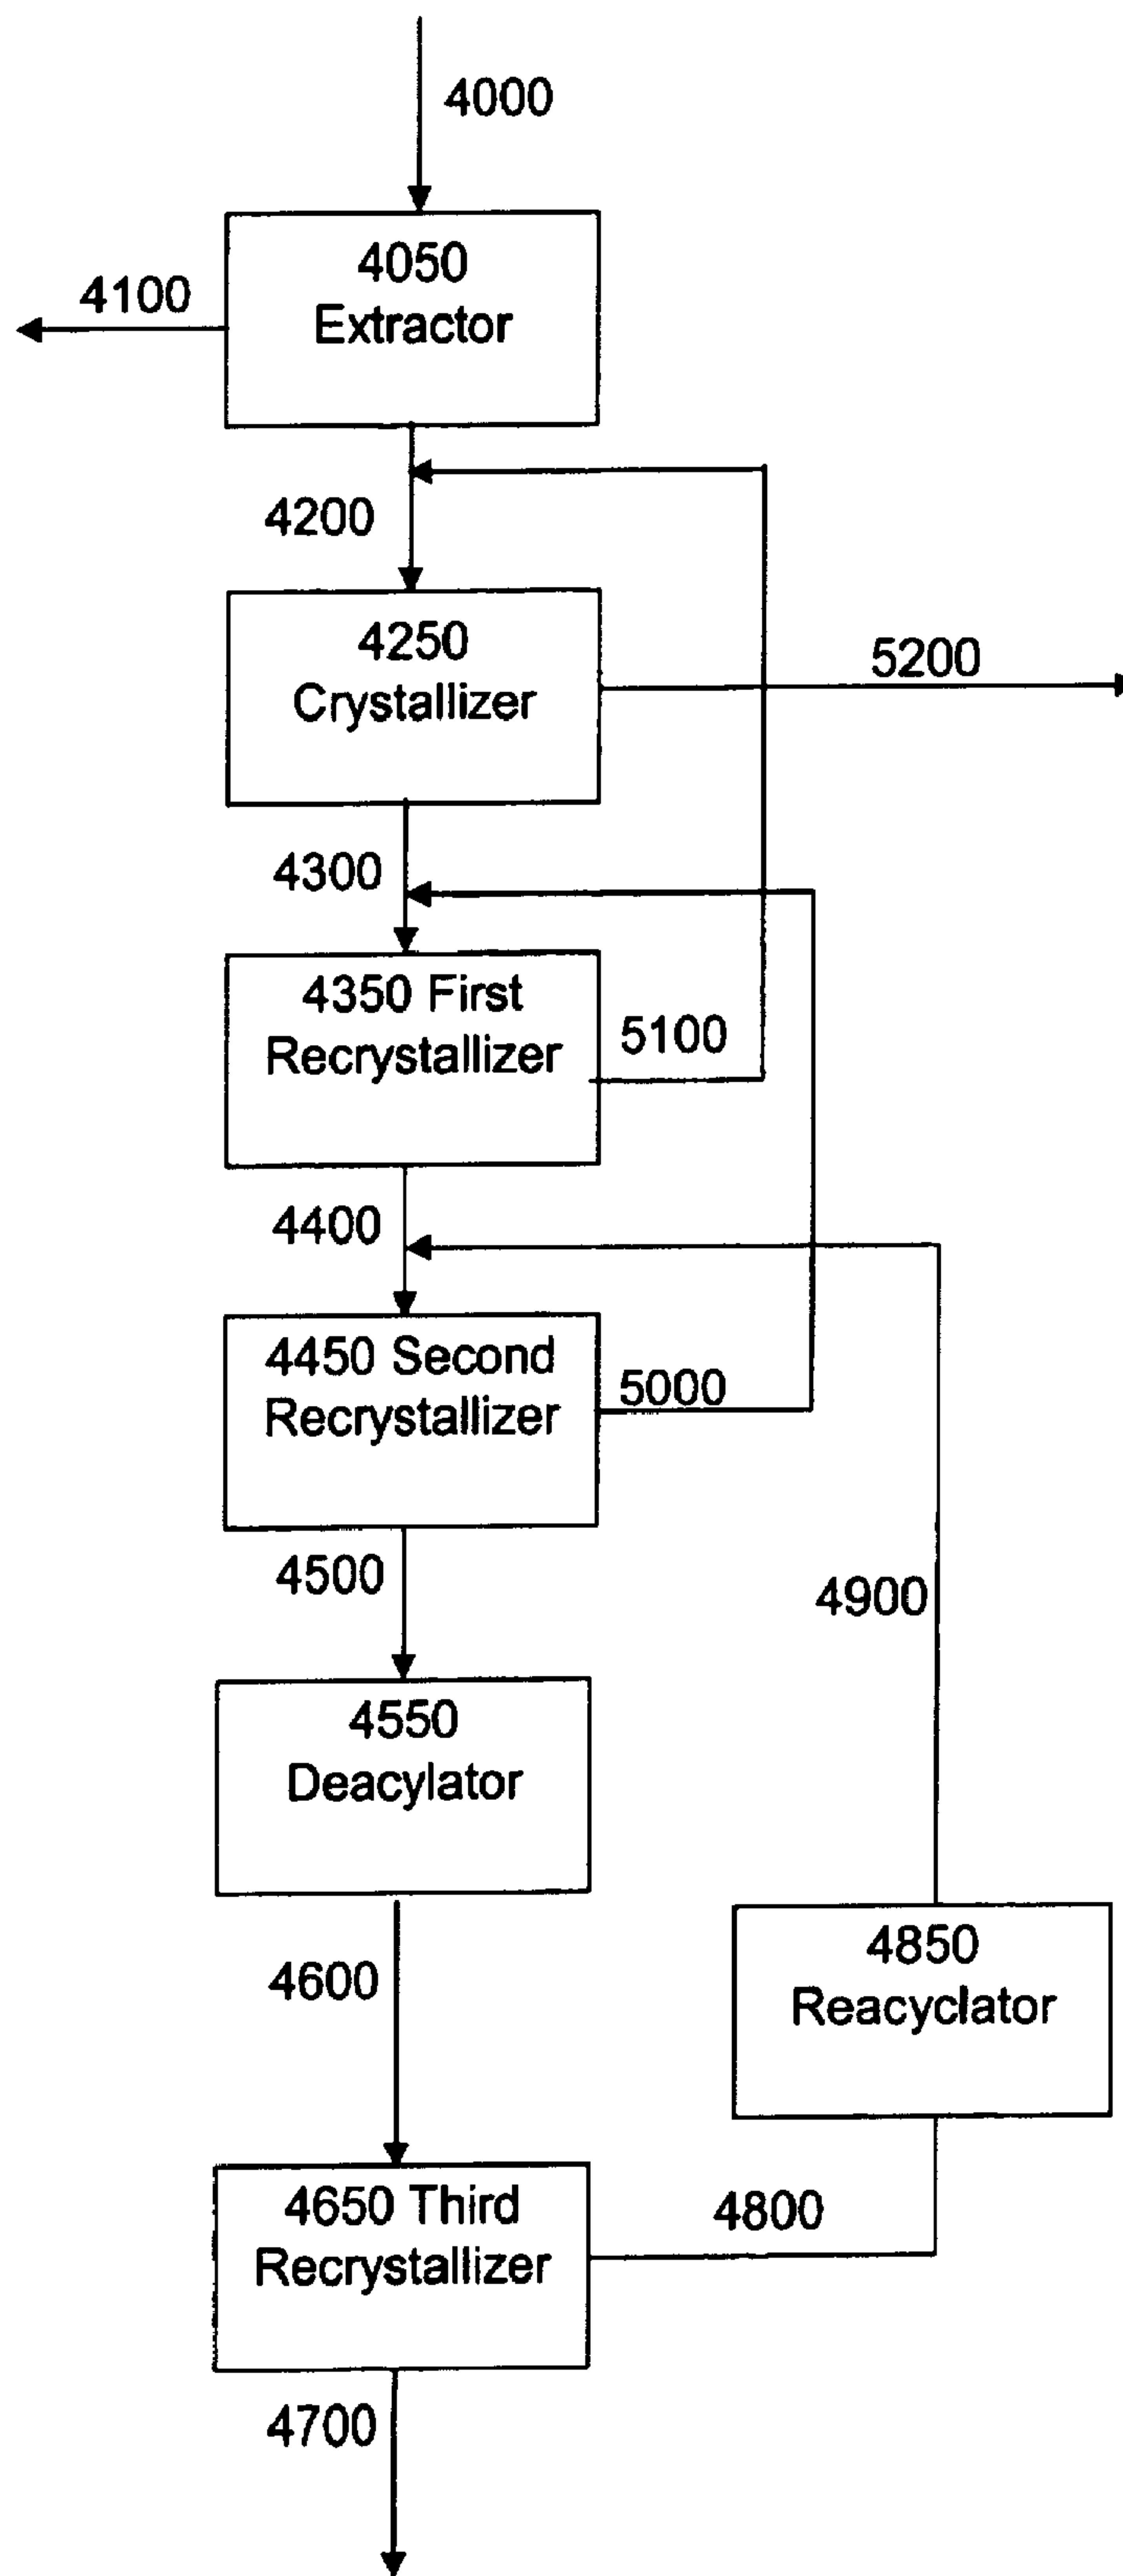 4000
4050
Extractor
4100
4200
4250
Crystallizer
5200
4300
4350 First
Recrystallizer
5100
4400
4450 Second
Recrystallizer
5000
4500
4900
4550
Deacylator
4600
4850
Reacyclator
4650 Third
Recrystallizer
4800
4700